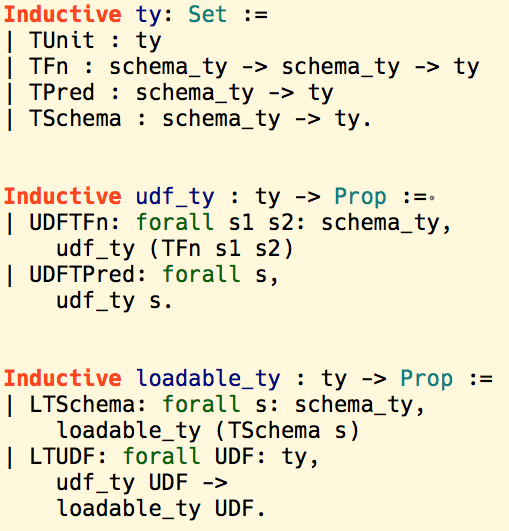 Inductive ty: Set :=
| TUnit : ty
| TFn : schema_ty -> schema_ty -> ty
| TPred : schema_ty -> ty
| TSchema : schema_ty -> ty.
Inductive udf_ty : ty -> Prop :=
| UDFTFn: forall s1 s2: schema_ty,
udf_ty (TFn s1 s2)
| UDFTPred: forall s,
udf_ty s.
Inductive loadable_ty : ty -> Prop :=
| LTSchema: forall s: schema_ty,
loadable_ty (TSchema s)
| LTUDF: forall UDF: ty,
udf_ty UDF ->
loadable_ty UDF.